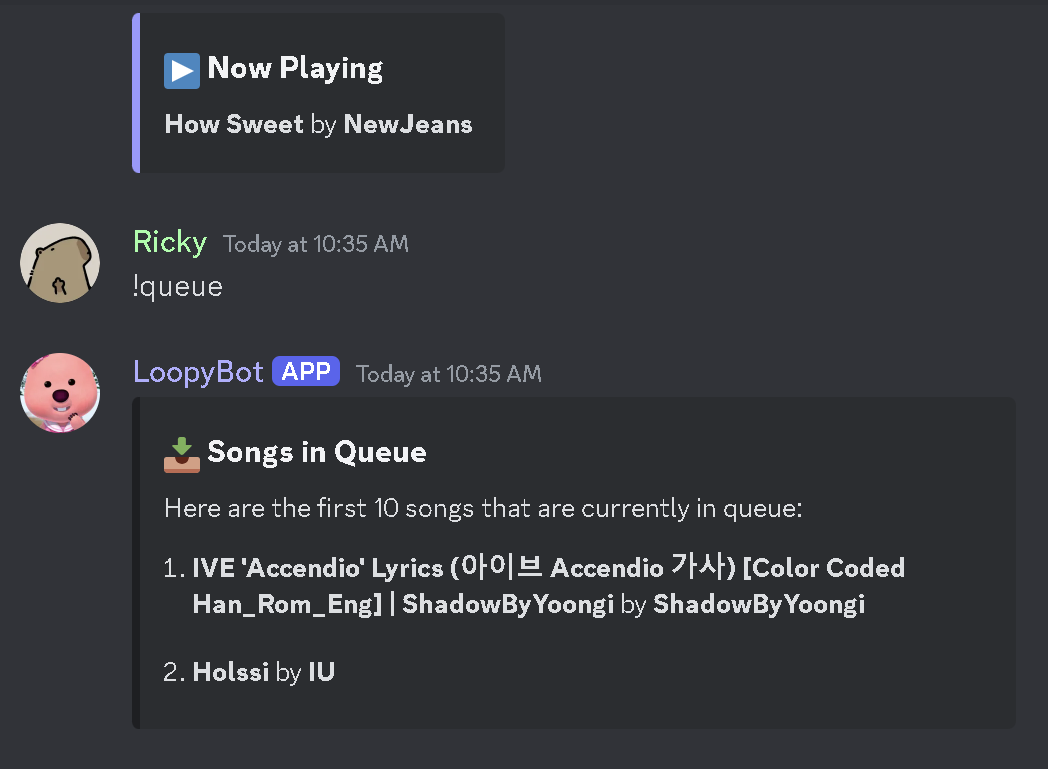 Now Playing
How Sweet by NewJeans
Ricky Today at 10:35 AM
!queue
LoopyBot APP Today at 10:35 AM
Songs in Queue
Here are the first 10 songs that are currently in queue:
1. IVE 'Accendio' Lyrics (아이브 Accendio 가사) [Color Coded
Han_Rom_Eng] | ShadowByYoongi by ShadowByYoongi
2. Holssi by IU